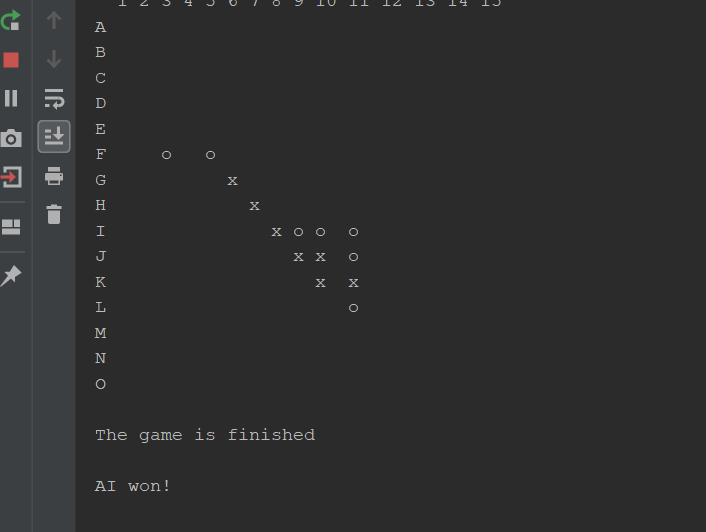 1 2 3 4 5 6 7 8 9 10 11 12 13 14 15
A
B
C
D
E
F     o   o
G           x
H             x
I               x o o  o
J                 x x  o
K                   x  x
L                      o
M
N
O
The game is finished
AI won!